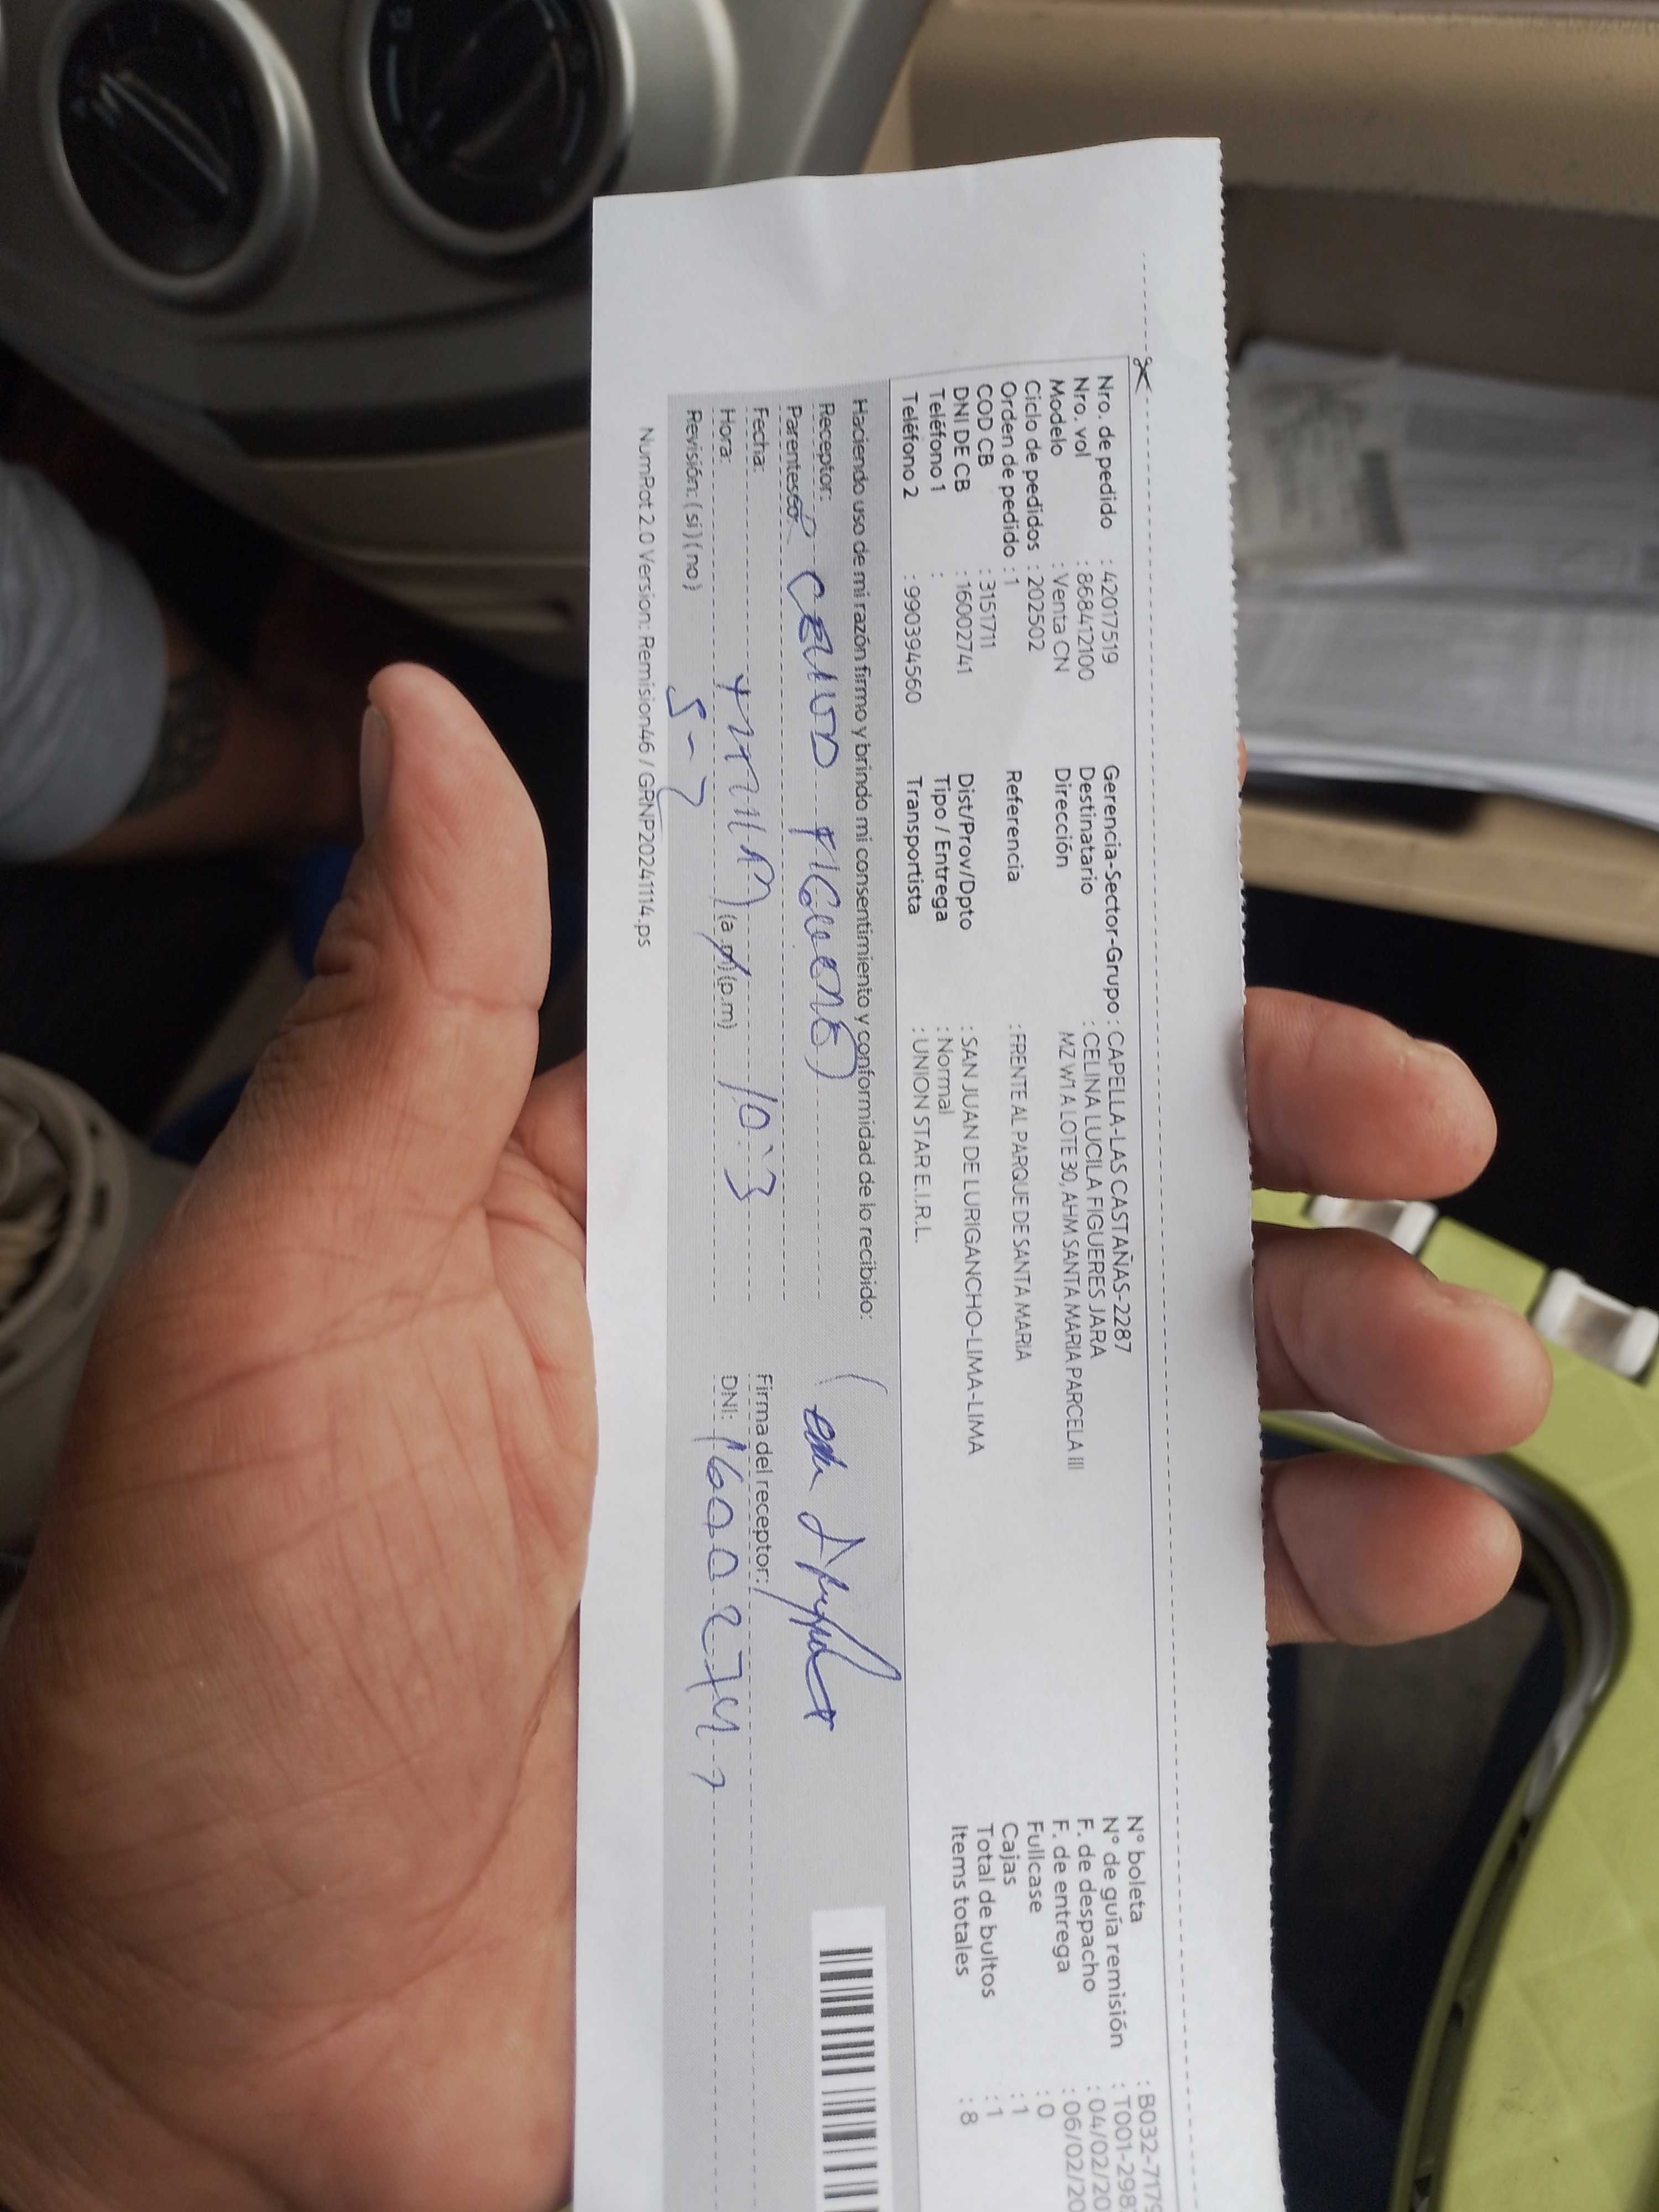 Nro. de pedido : 42017519
Nro. vol : 868412100
Modelo : Venta CN
Ciclo de pedidos : 202502
Orden de pedido : 1
COD CB : 3151711
DNI DE CB : 16002741
Teléfono 1 :
Teléfono 2 : 990394560
Gerencia-Sector-Grupo : CAPELLA-LAS CASTAÑAS-2287
Destinatario : CELINA LUCILA FIGUERES JARA
Dirección MZ W1 A LOTE 30, AHM SANTA MARIA PARCELA III
Referencia : FRENTE AL PARQUE DE SANTA MARIA
Dist/Prov/Dpto : SAN JUAN DE LURIGANCHO-LIMA-LIMA
Tipo / Entrega : Normal
Transportista : UNION STAR E.I.R.L.
N° boleta : B032-7179
N° de guía remisión : T001-298
F. de despacho : 04/02/20
F. de entrega : 06/02/20
Fullcase : 0
Cajas : 1
Total de bultos : 1
Items totales : 8
Haciendo uso de mi razón firmo y brindo mi consentimiento y conformidad de lo recibido:
Receptor:
Parentesco:
Fecha:
Hora: (a.m) (p.m) 10:3
Revisión: (si) (no)
Firma del receptor:
DNI: 16002741
NumRot 2.0 Version: Remision46 / GRNP20241114.ps